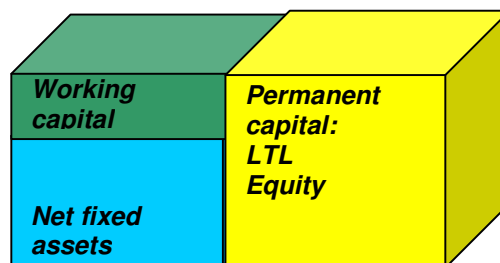 Working
capital
Permanent
capital:
LTL
Equity
Net fixed
assets